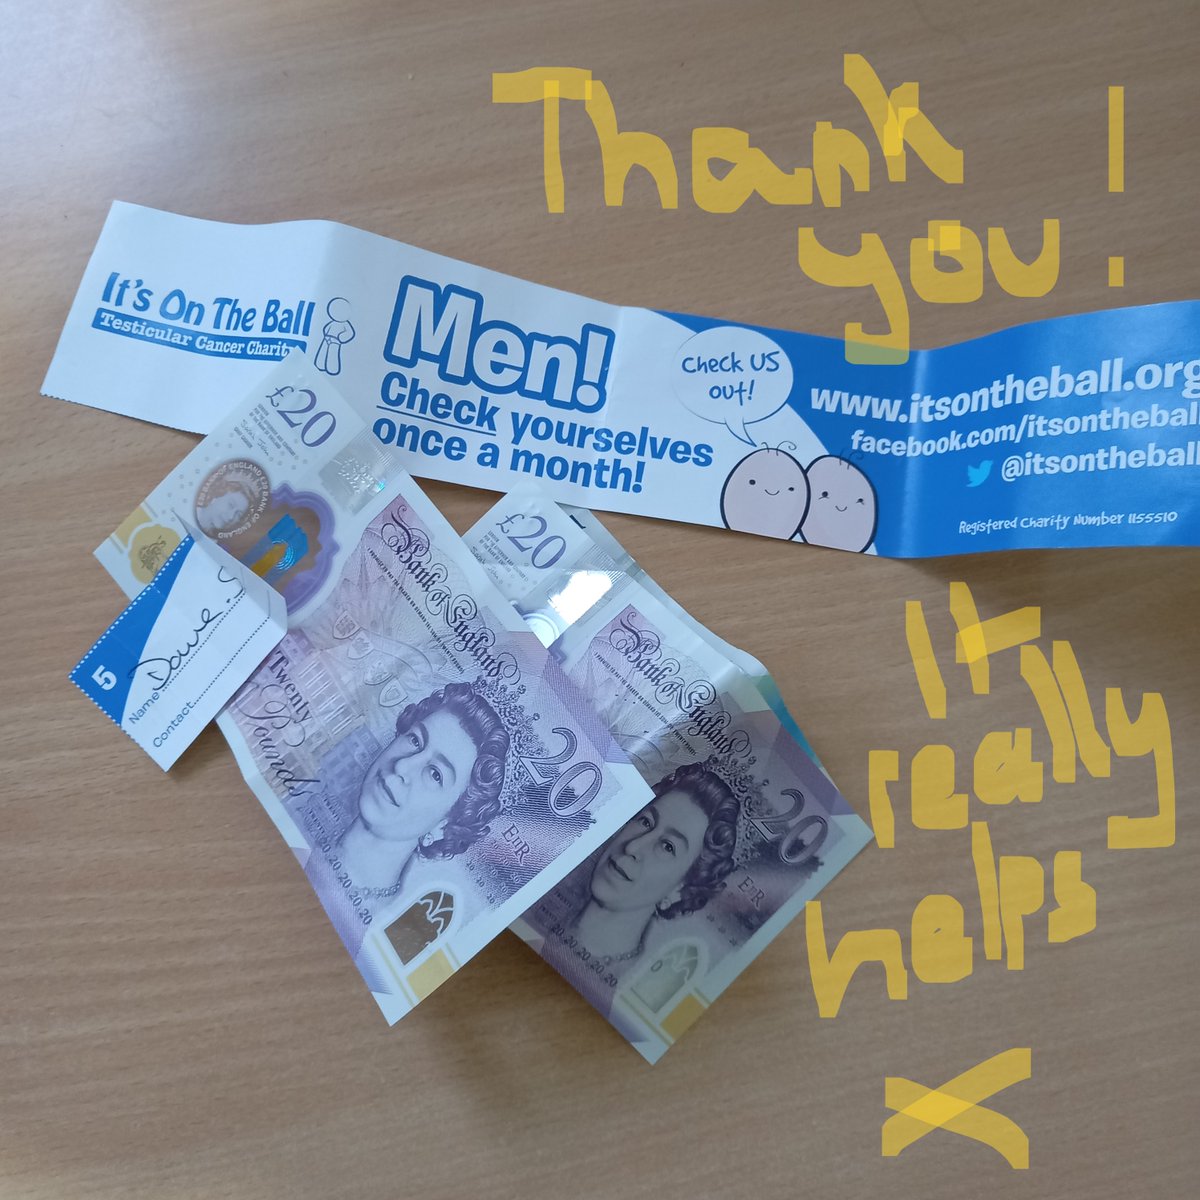 Thank
you!
It's On The Ball
Testicular Cancer Charity
Men!
Check yourselves
once a month!
Check US
out!
www.itsontheball.org
facebook.com/itsontheball
@itsontheball
Registered Charity Number 1155510
£20
Bank of England
Twenty
Pounds
20
EIIR
£20
Bank of England
20
EIIR
5
Name Dave
Contact
It
really
helps
x